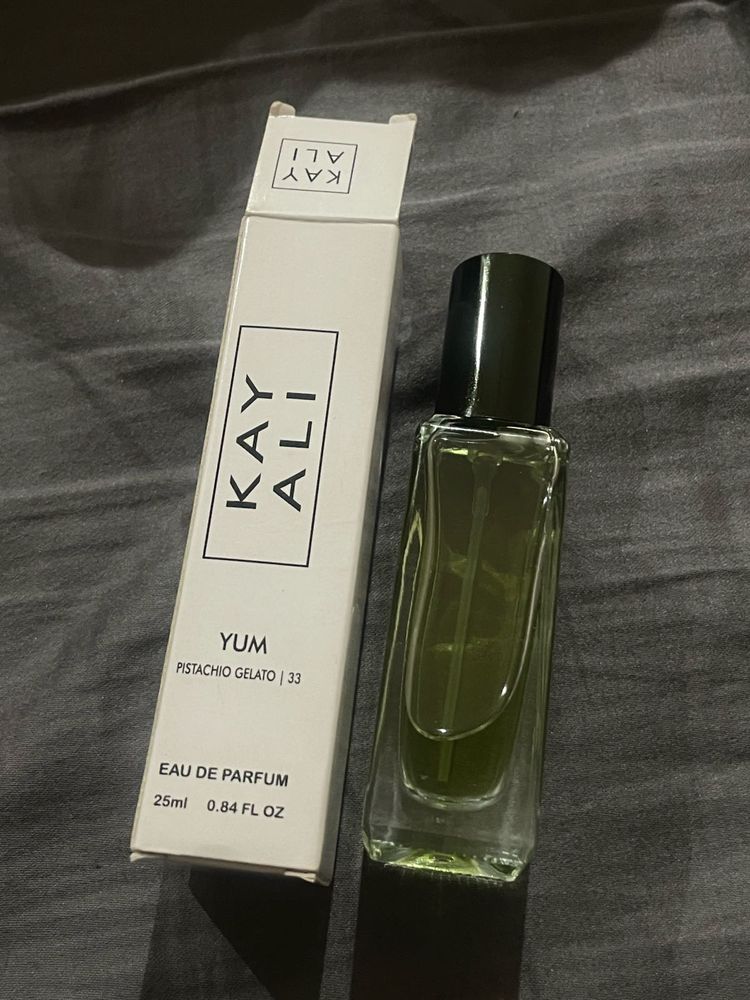 KAY
ALI
KAY
ALI
YUM
PISTACHIO GELATO | 33
EAU DE PARFUM
25ml 0.84 FL OZ